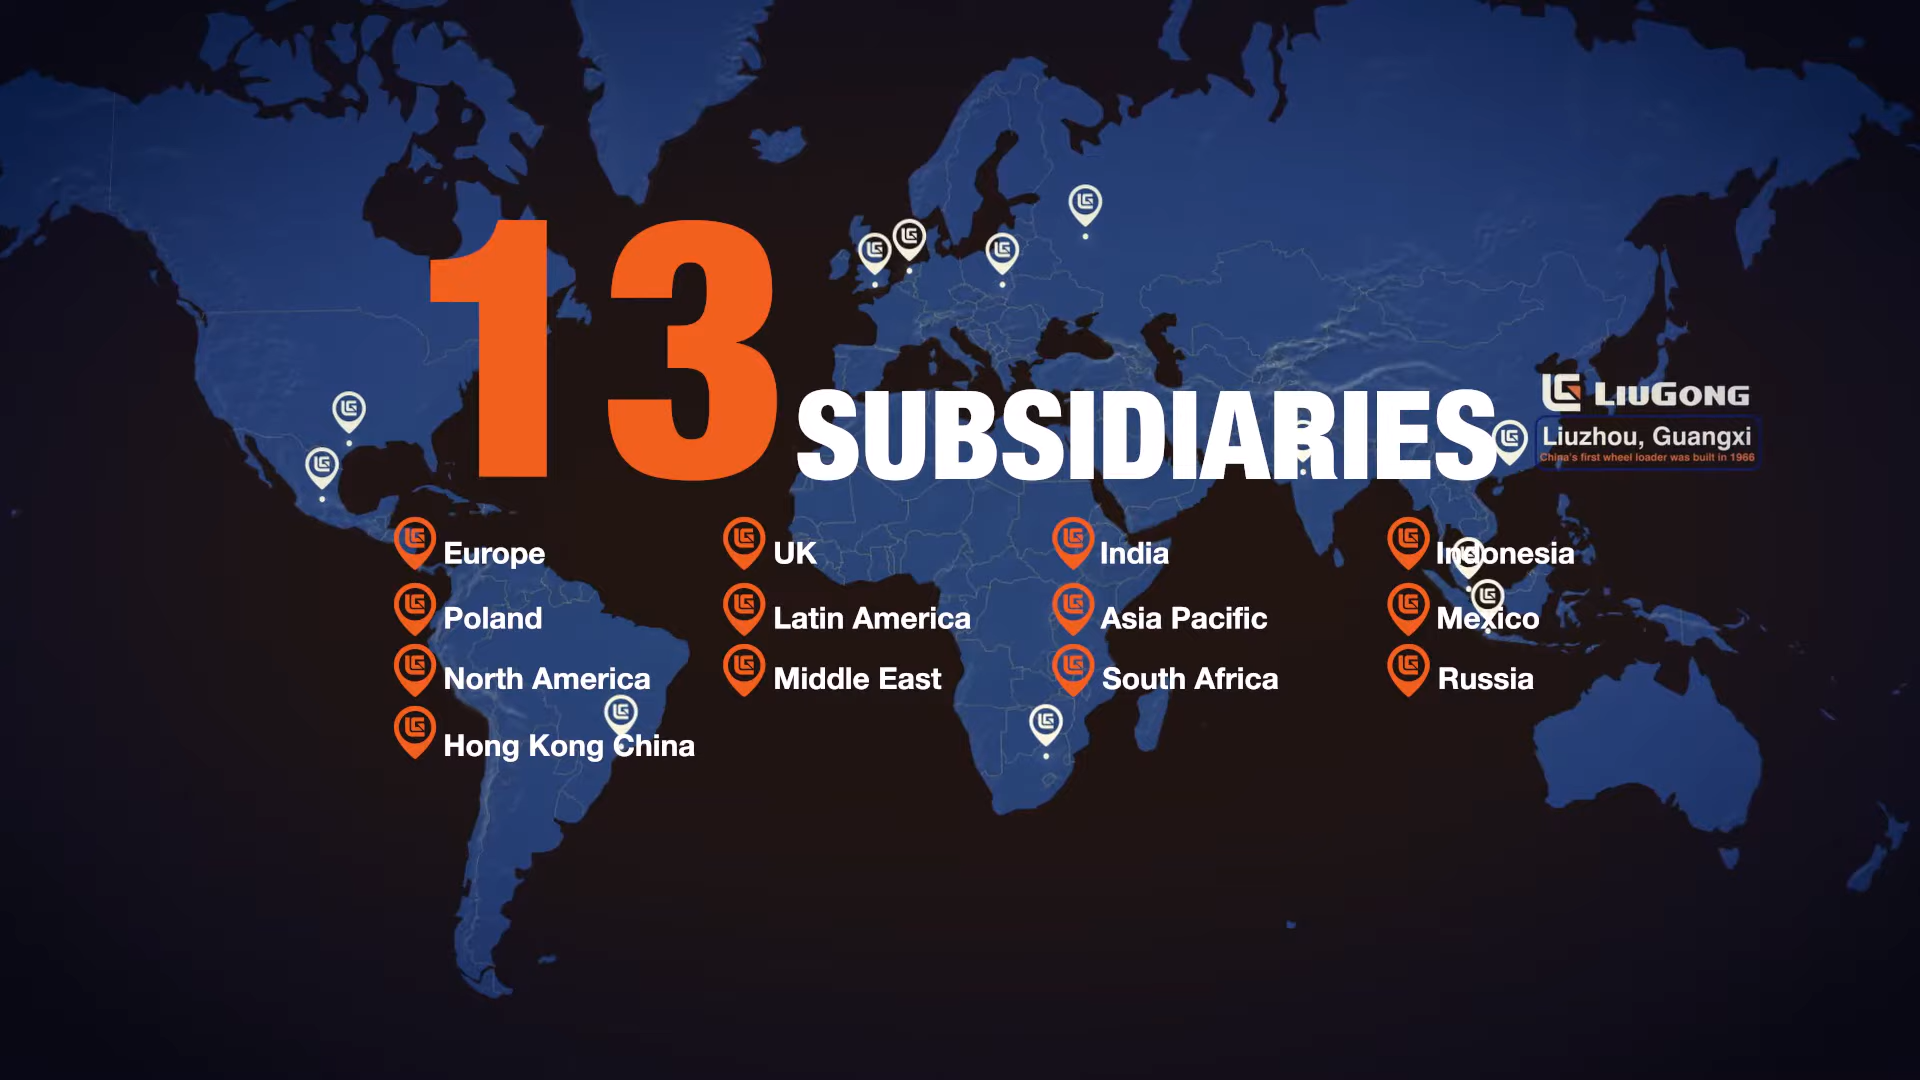 13 SUBSIDIARIES
LIUGONG
Liuzhou, Guangxi
China's first wheel loader was built in 1966
Europe
UK
India
Indonesia
Poland
Latin America
Asia Pacific
Mexico
North America
Middle East
South Africa
Russia
Hong Kong China